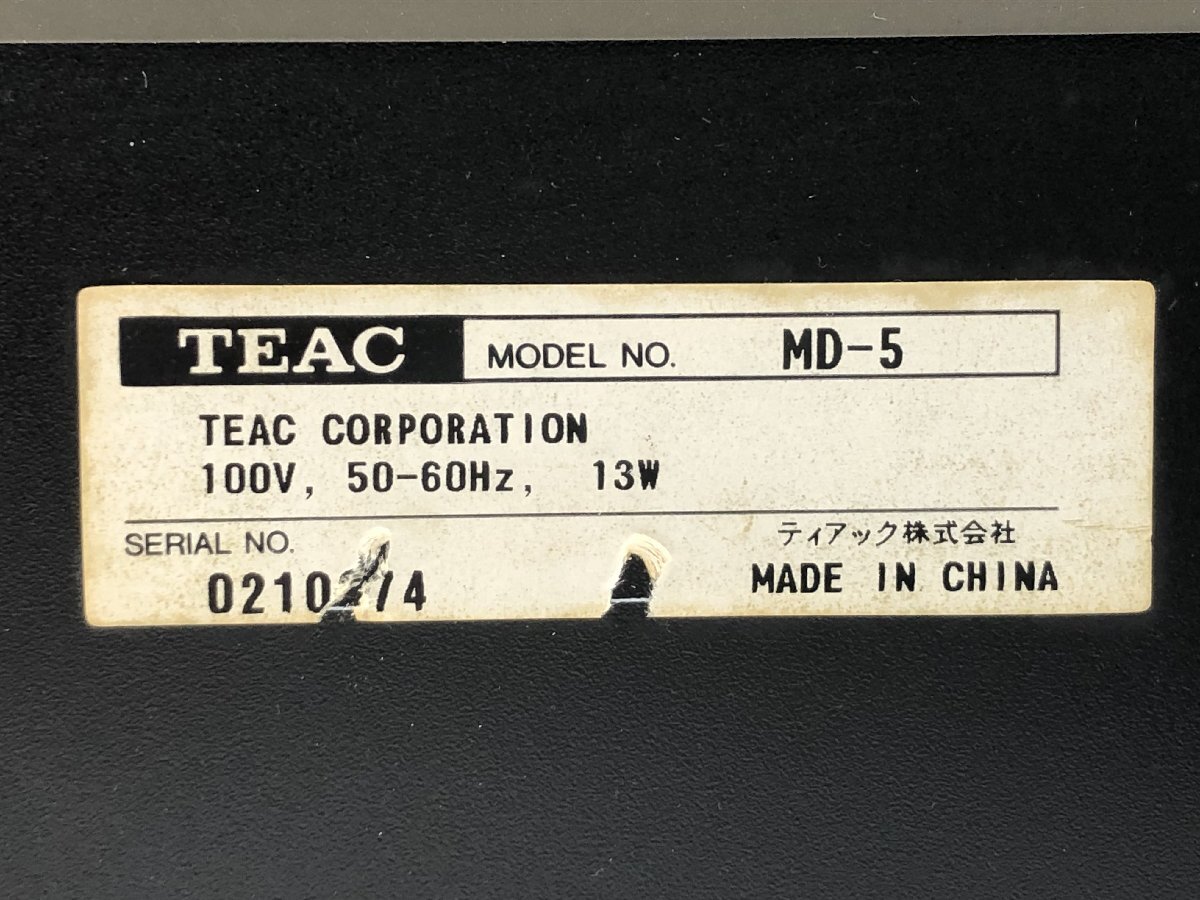 TEAC MODEL NO. MD-5
TEAC CORPORATION
100V, 50-60Hz, 13W
SERIAL NO.
ティアック株式会社
MADE IN CHINA